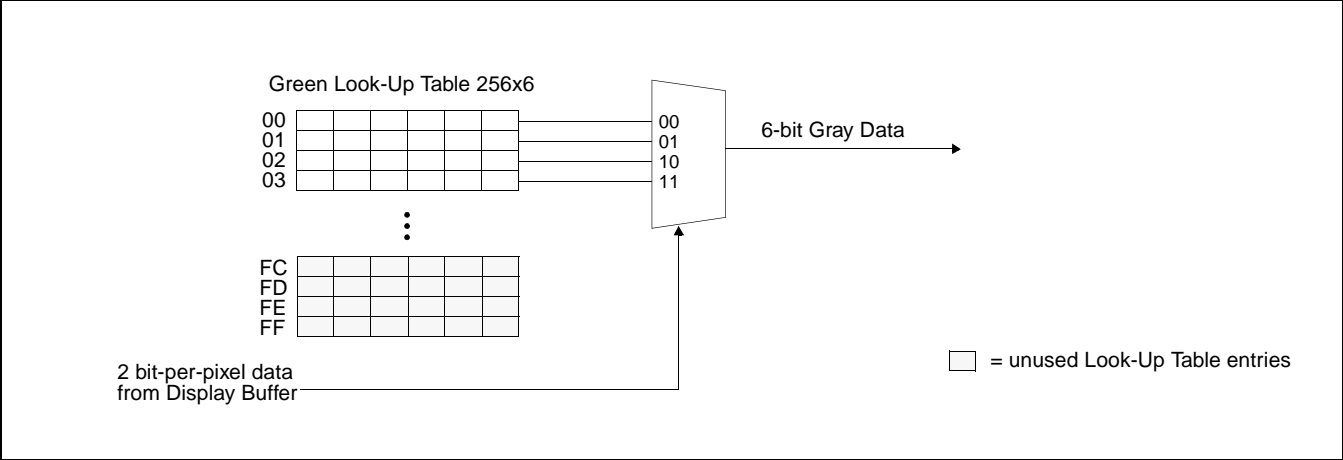 Green Look-Up Table 256x6
00
01
02
03
00
01
10
11
6-bit Gray Data
FC
FD
FE
FF
2 bit-per-pixel data
from Display Buffer
= unused Look-Up Table entries